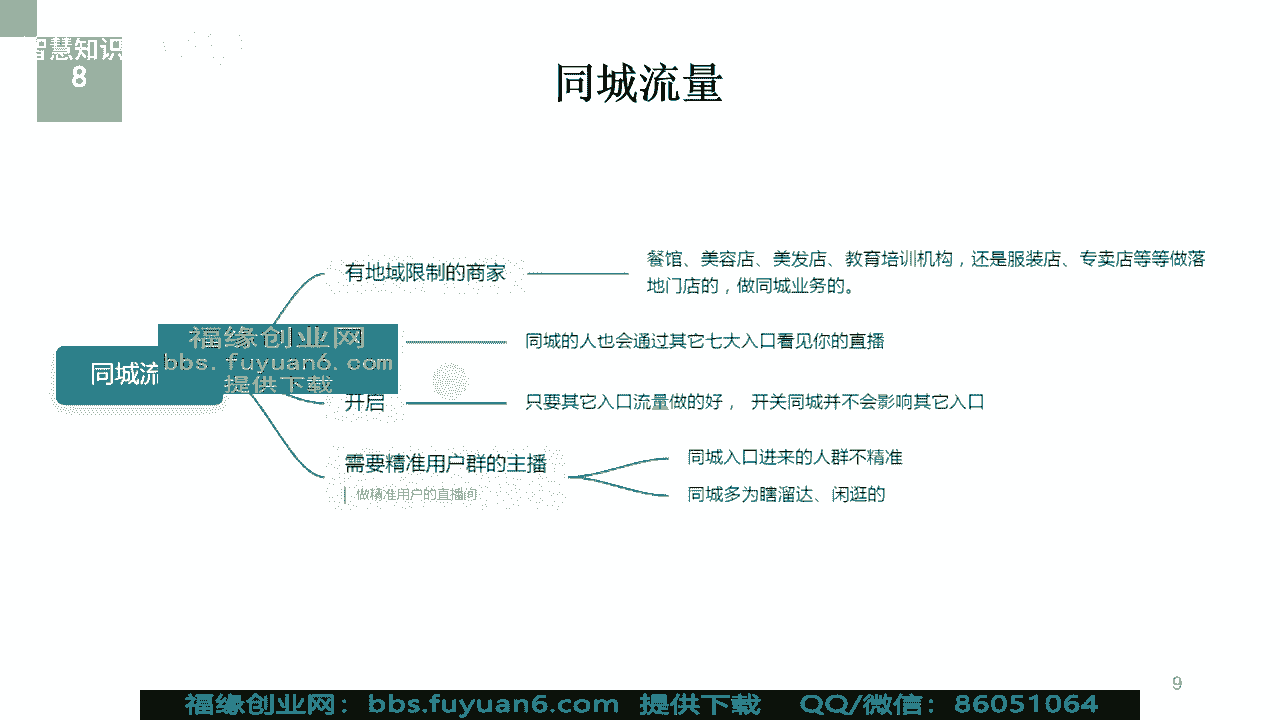 智慧知识
8
同城流量
有地域限制的商家
餐馆、美容店、美发店、教育培训机构，还是服装店、专卖店等等做落
地门店的，做同城业务的。
福缘创业网
bbs.fuyuan6.com
提供下载
同城的人也会通过其它七大入口看见你的直播
同城流
开启
只要其它入口流量做的好， 开关同城并不会影响其它入口
需要精准用户群的主播
做精准用户的直播间
同城入口进来的人群不精准
同城多为瞎溜达、闲逛的
9
福缘创业网：bbs.fuyuan6.com 提供下载 QQ/微信：86051064